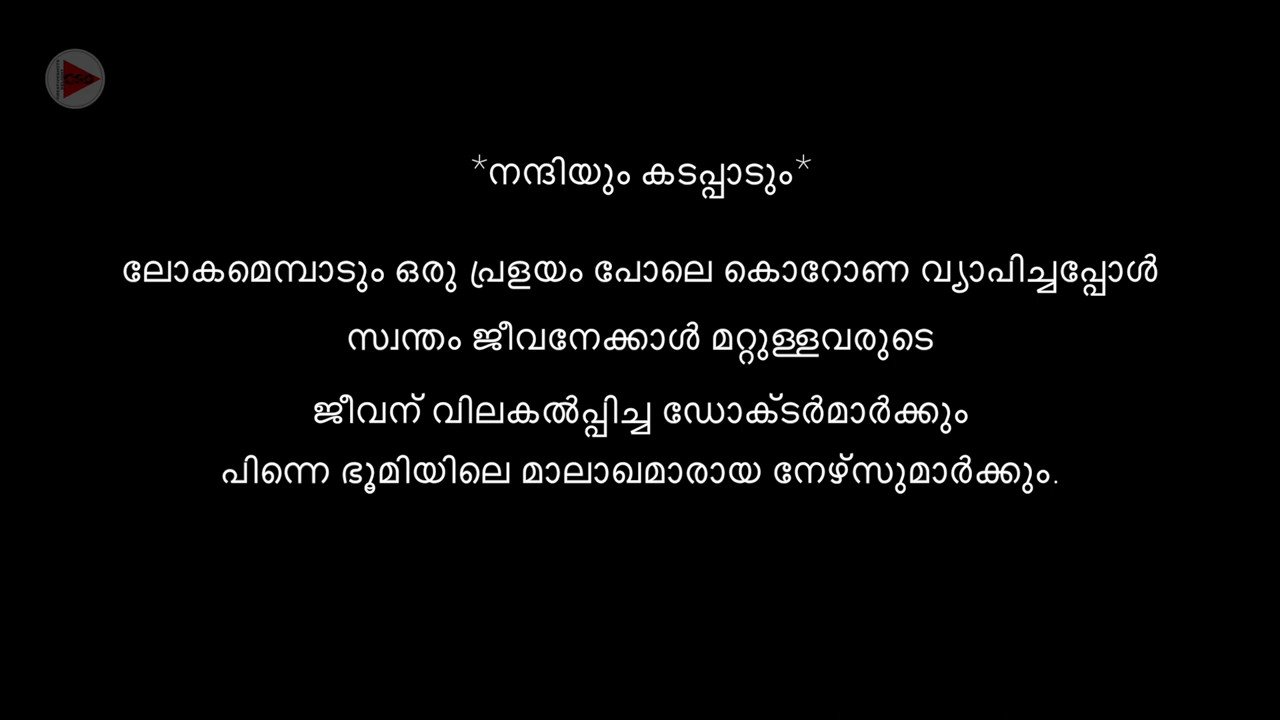 *നന്ദിയും കടപ്പാടും*
ലോകമെമ്പാടും ഒരു പ്രളയം പോലെ കൊറോണ വ്യാപിച്ചപ്പോൾ
സ്വന്തം ജീവനേക്കാൾ മറ്റുള്ളവരുടെ
ജീവന് വിലകൽപ്പിച്ച ഡോക്ടർമാർക്കും
പിന്നെ ഭൂമിയിലെ മാലാഖമാരായ നേഴ്സുമാർക്കും.